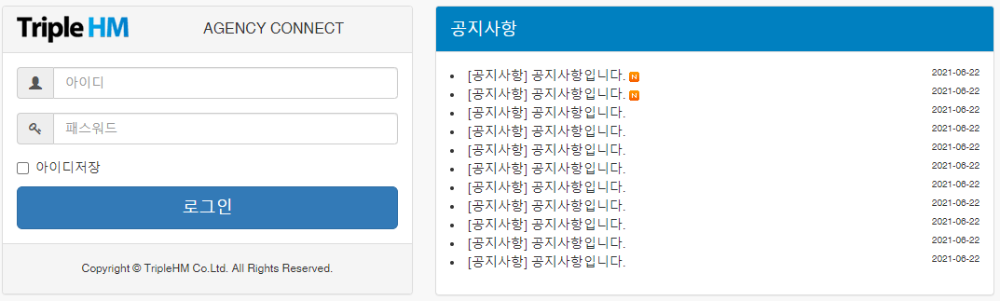 Triple HM AGENCY CONNECT
아이디
패스워드
아이디저장
로그인
Copyright © TripleHM Co.Ltd. All Rights Reserved.
공지사항
[공지사항] 공지사항입니다. N 2021-06-22
[공지사항] 공지사항입니다. N 2021-06-22
[공지사항] 공지사항입니다. 2021-06-22
[공지사항] 공지사항입니다. 2021-06-22
[공지사항] 공지사항입니다. 2021-06-22
[공지사항] 공지사항입니다. 2021-06-22
[공지사항] 공지사항입니다. 2021-06-22
[공지사항] 공지사항입니다. 2021-06-22
[공지사항] 공지사항입니다. 2021-06-22
[공지사항] 공지사항입니다. 2021-06-22
[공지사항] 공지사항입니다. 2021-06-22